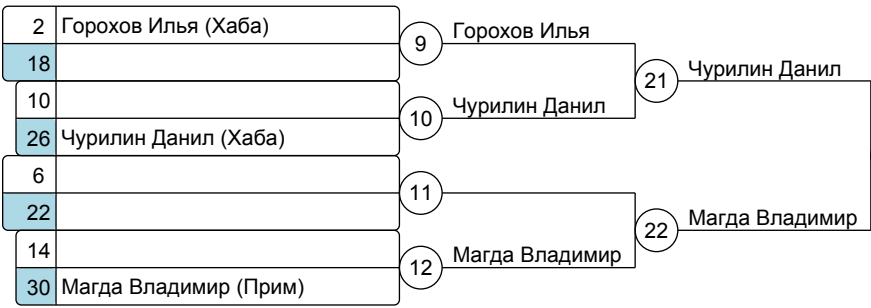 2 Горохов Илья (Хаба)
18
10
26 Чурилин Данил (Хаба)
6
22
14
30 Магда Владимир (Прим)
9 Горохов Илья
10 Чурилин Данил
11
12 Магда Владимир
21 Чурилин Данил
22 Магда Владимир